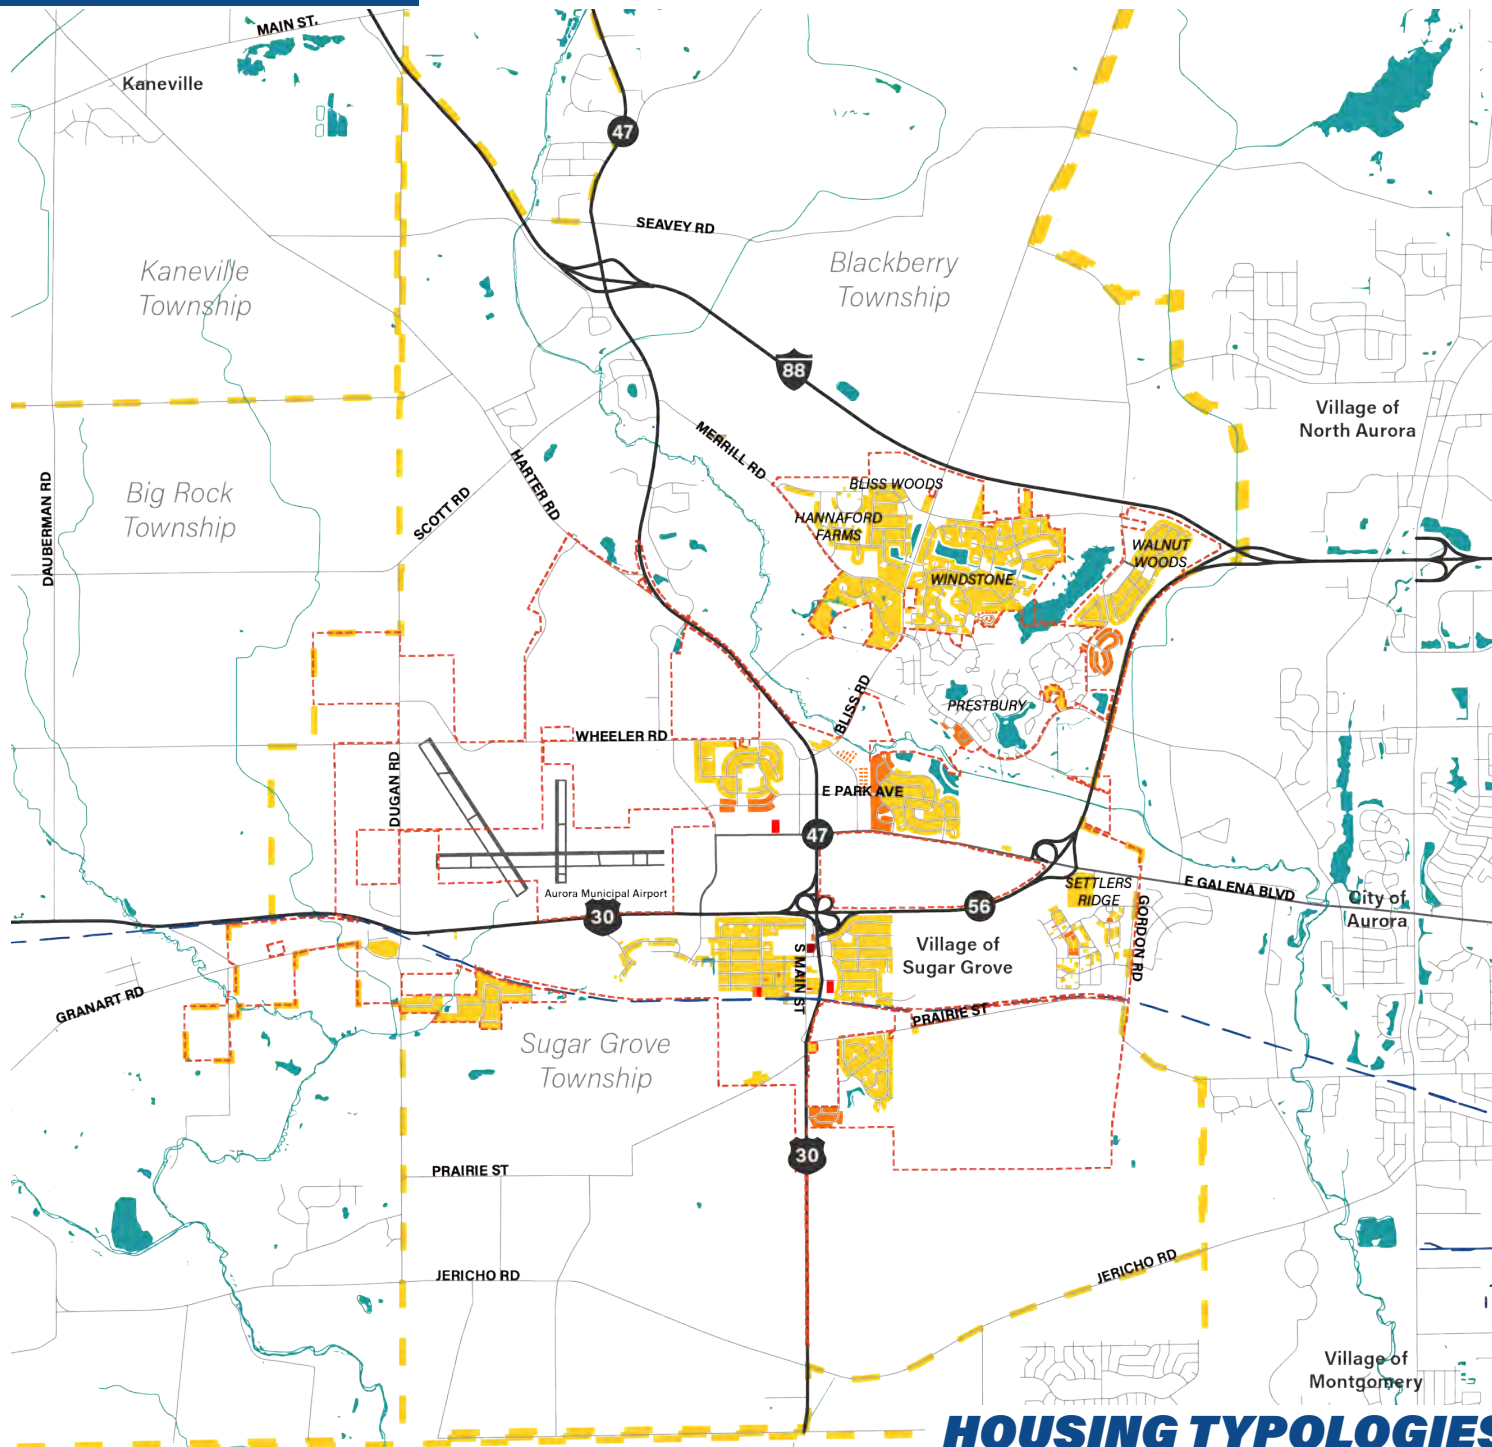 MAIN ST.
Kaneville
47
SEAVEY RD
Kaneville
Township
Blackberry
Township
88
Village of
North Aurora
MERRILL RD
HARTER RD
SCOTT RD
DAUBERMAN RD
Big Rock
Township
BLISS WOODS
HANNAFORD
FARMS
WINDSTONE
WALNUT
WOODS
BLISS RD
PRESTBURY
WHEELER RD
DUGAN RD
E PARK AVE
47
Aurora Municipal Airport
30
56
SETTLERS
RIDGE
E GALENA BLVD
City of
Aurora
GORDON RD
S MAIN ST
Village of
Sugar Grove
GRANART RD
PRAIRIE ST
Sugar Grove
Township
30
PRAIRIE ST
JERICHO RD
JERICHO RD
Village of
Montgomery
HOUSING TYPOLOGIES